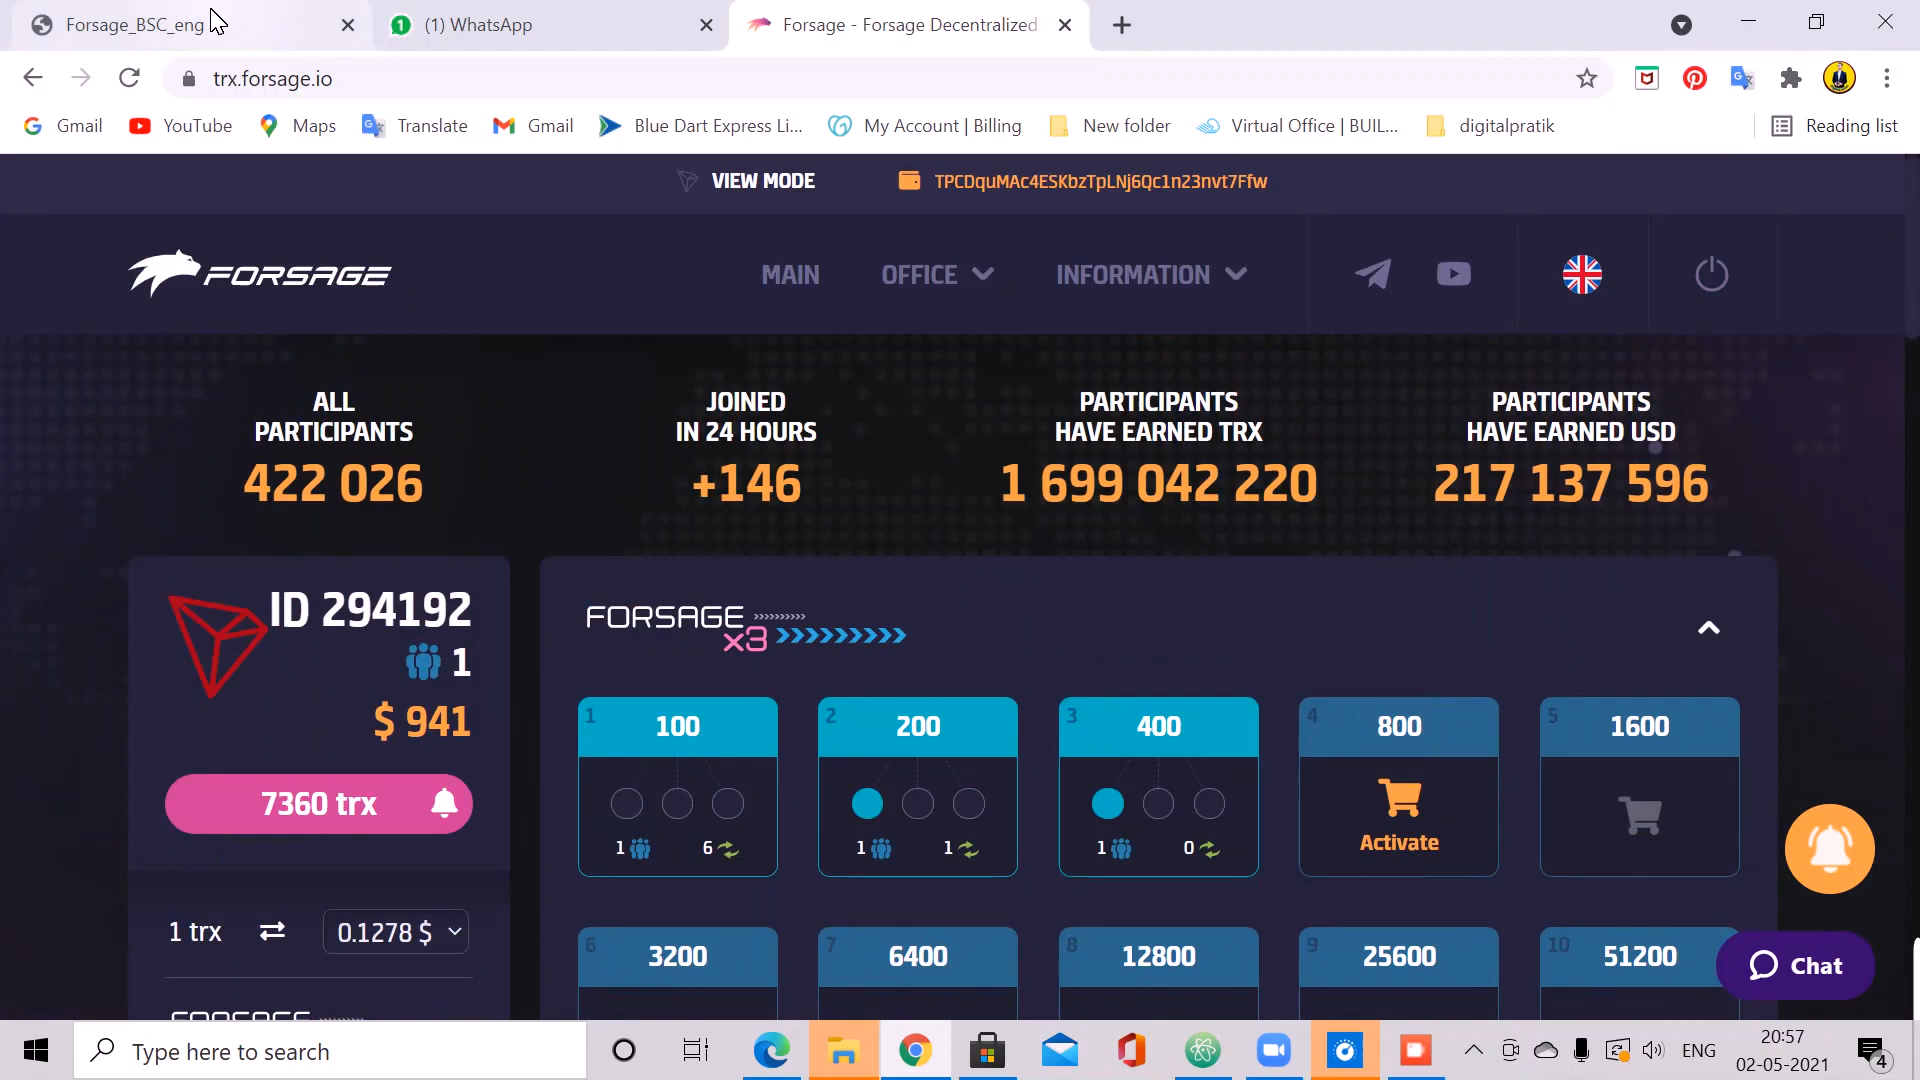 Forsage_BSC_eng
(1) WhatsApp
Forsage - Forsage Decentralized
trx.forsage.io
Gmail
YouTube
Maps
Translate
Gmail
Blue Dart Express Li...
My Account | Billing
New folder
Virtual Office | BUIL...
digitalpratik
Reading list
VIEW MODE
TPCDquMAc4ESKbzTpLNj6Qc1n23nvt7Ffw
FORSAGE
MAIN
OFFICE
INFORMATION
ALL
PARTICIPANTS
422 026
JOINED
IN 24 HOURS
+146
PARTICIPANTS
HAVE EARNED TRX
1 699 042 220
PARTICIPANTS
HAVE EARNED USD
217 137 596
ID 294192
1
$ 941
7360 trx
1 trx
0.1278 $
FORSAGE
FORSAGE
x3
1
100
1
6
2
200
1
1
3
400
1
0
4
800
Activate
5
1600
6
3200
7
6400
8
12800
9
25600
10
51200
Chat
Type here to search
ENG
20:57
02-05-2021
4